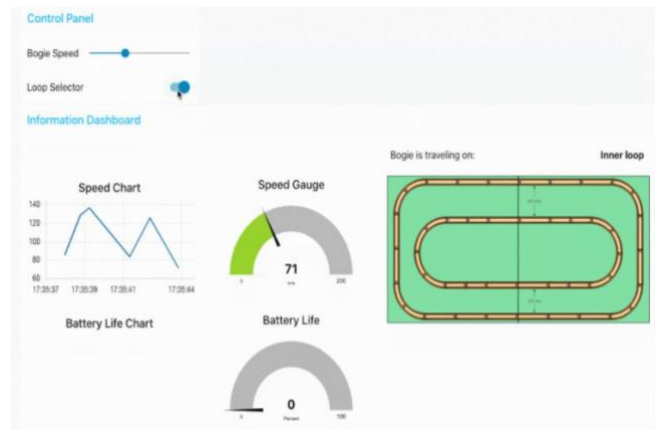 Control Panel
Bogie Speed
Loop Selector
Information Dashboard
Bogie is traveling on: Inner loop
Speed Chart
140
120
100
80
60
17:35:37 17:35:39 17:35:41 17:35:44
Speed Gauge
71
0 200
Battery Life Chart
Battery Life
0
Percent
0 100